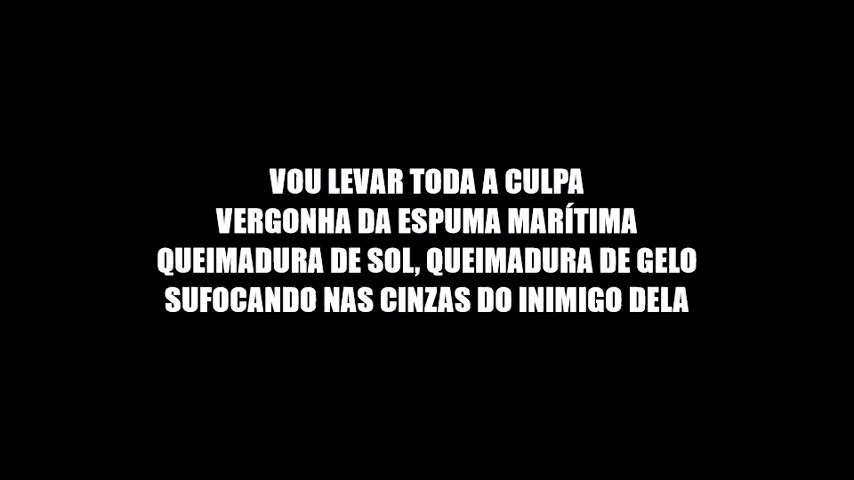 VOU LEVAR TODA A CULPA
VERGONHA DA ESPUMA MARÍTIMA
QUEIMADURA DE SOL, QUEIMADURA DE GELO
SUFOCANDO NAS CINZAS DO INIMIGO DELA